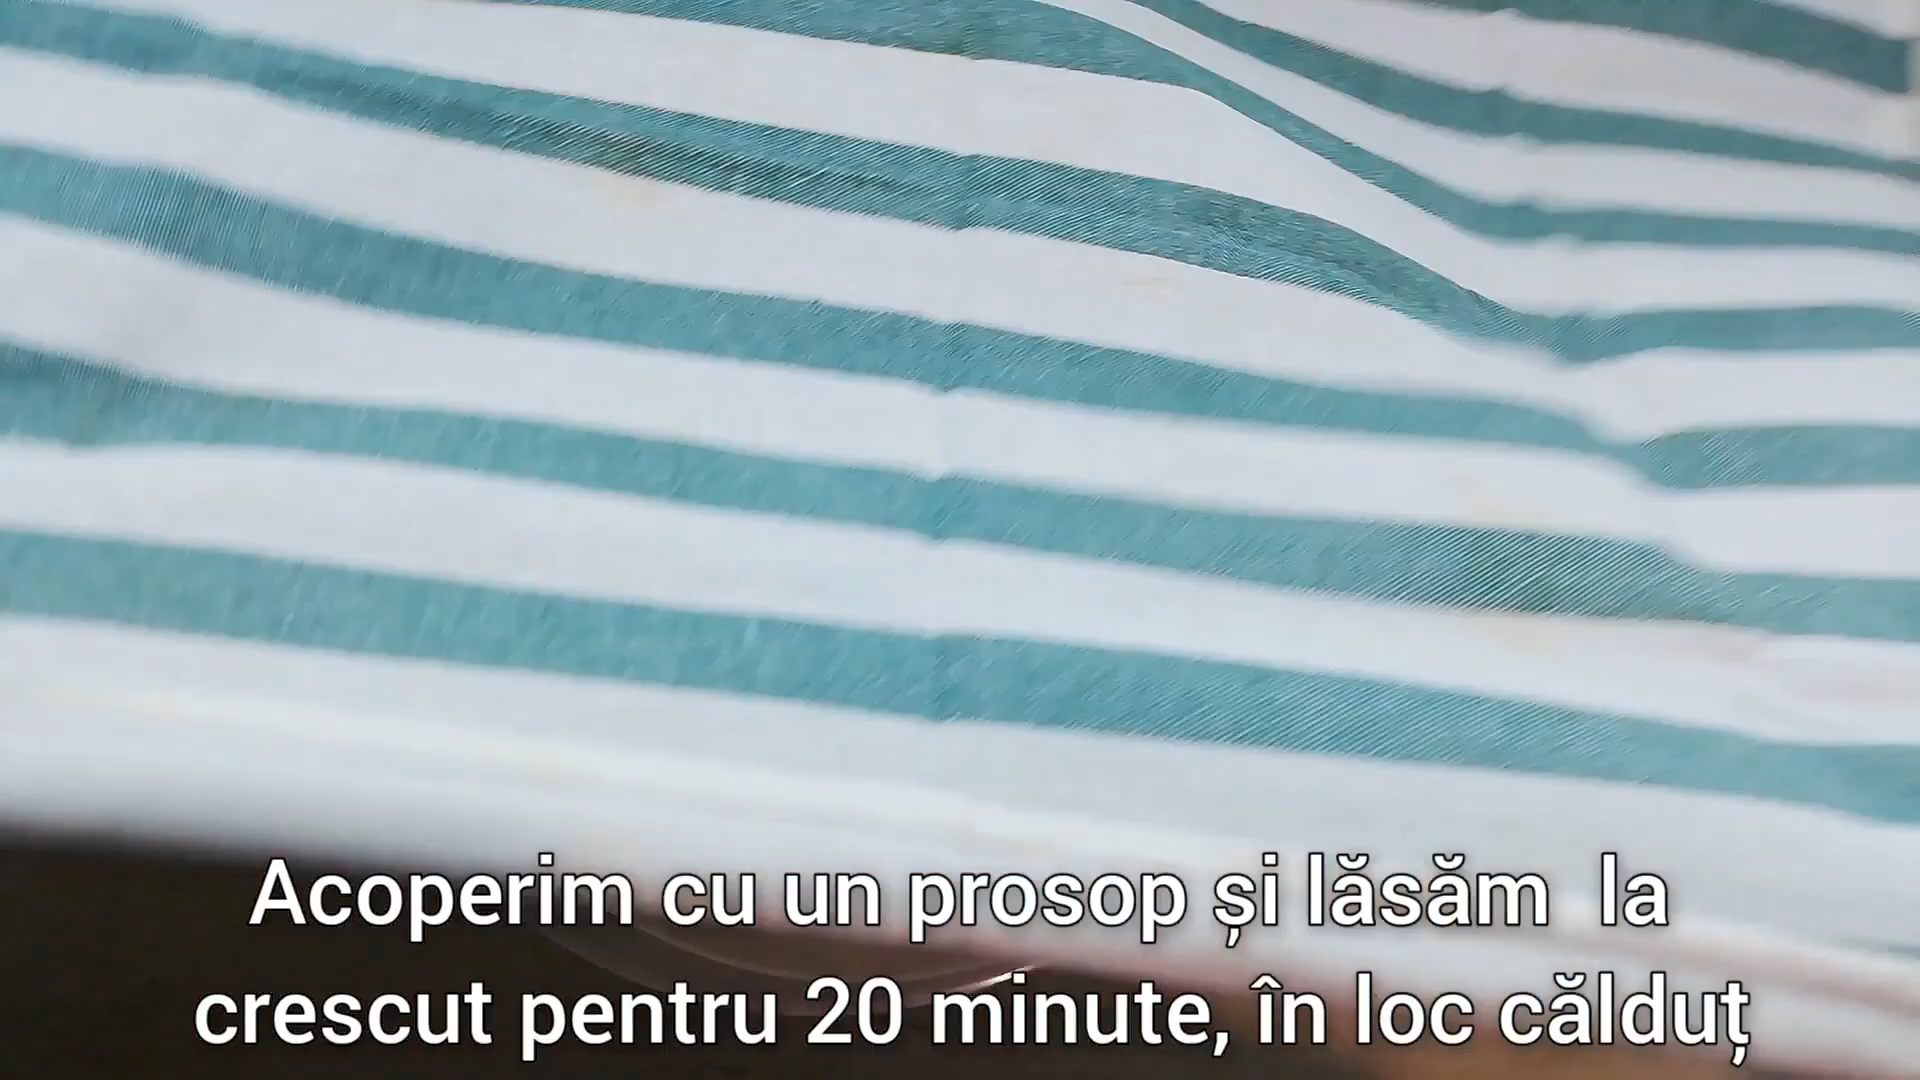 Acoperim cu un prosop și lăsăm  la
crescut pentru 20 minute, în loc călduț